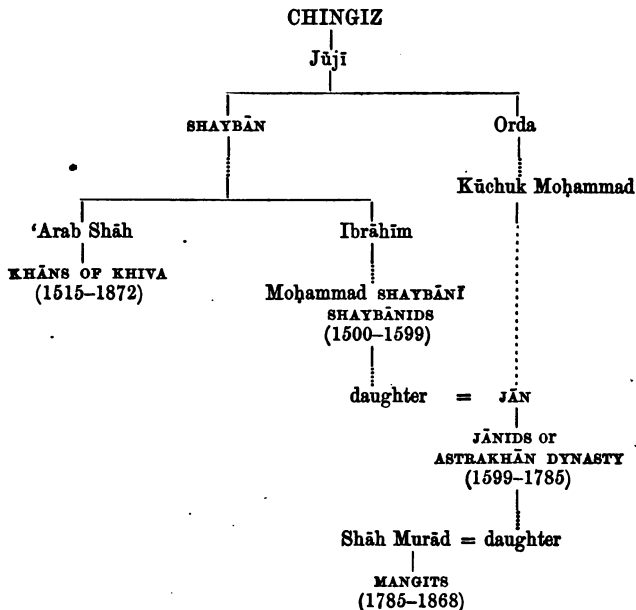 CHINGIZ
Jūjī
SHAYBĀN
Orda
Kūchuk Moḥammad
‘Arab Shāh
Ibrāhīm
KHĀNS OF KHIVA
(1515–1872)
Moḥammad SHAYBĀNĪ
SHAYBĀNIDS
(1500–1599)
daughter = JĀN
JĀNIDS or
ASTRAKHĀN DYNASTY
(1599–1785)
Shāh Murād = daughter
MANGITS
(1785–1868)